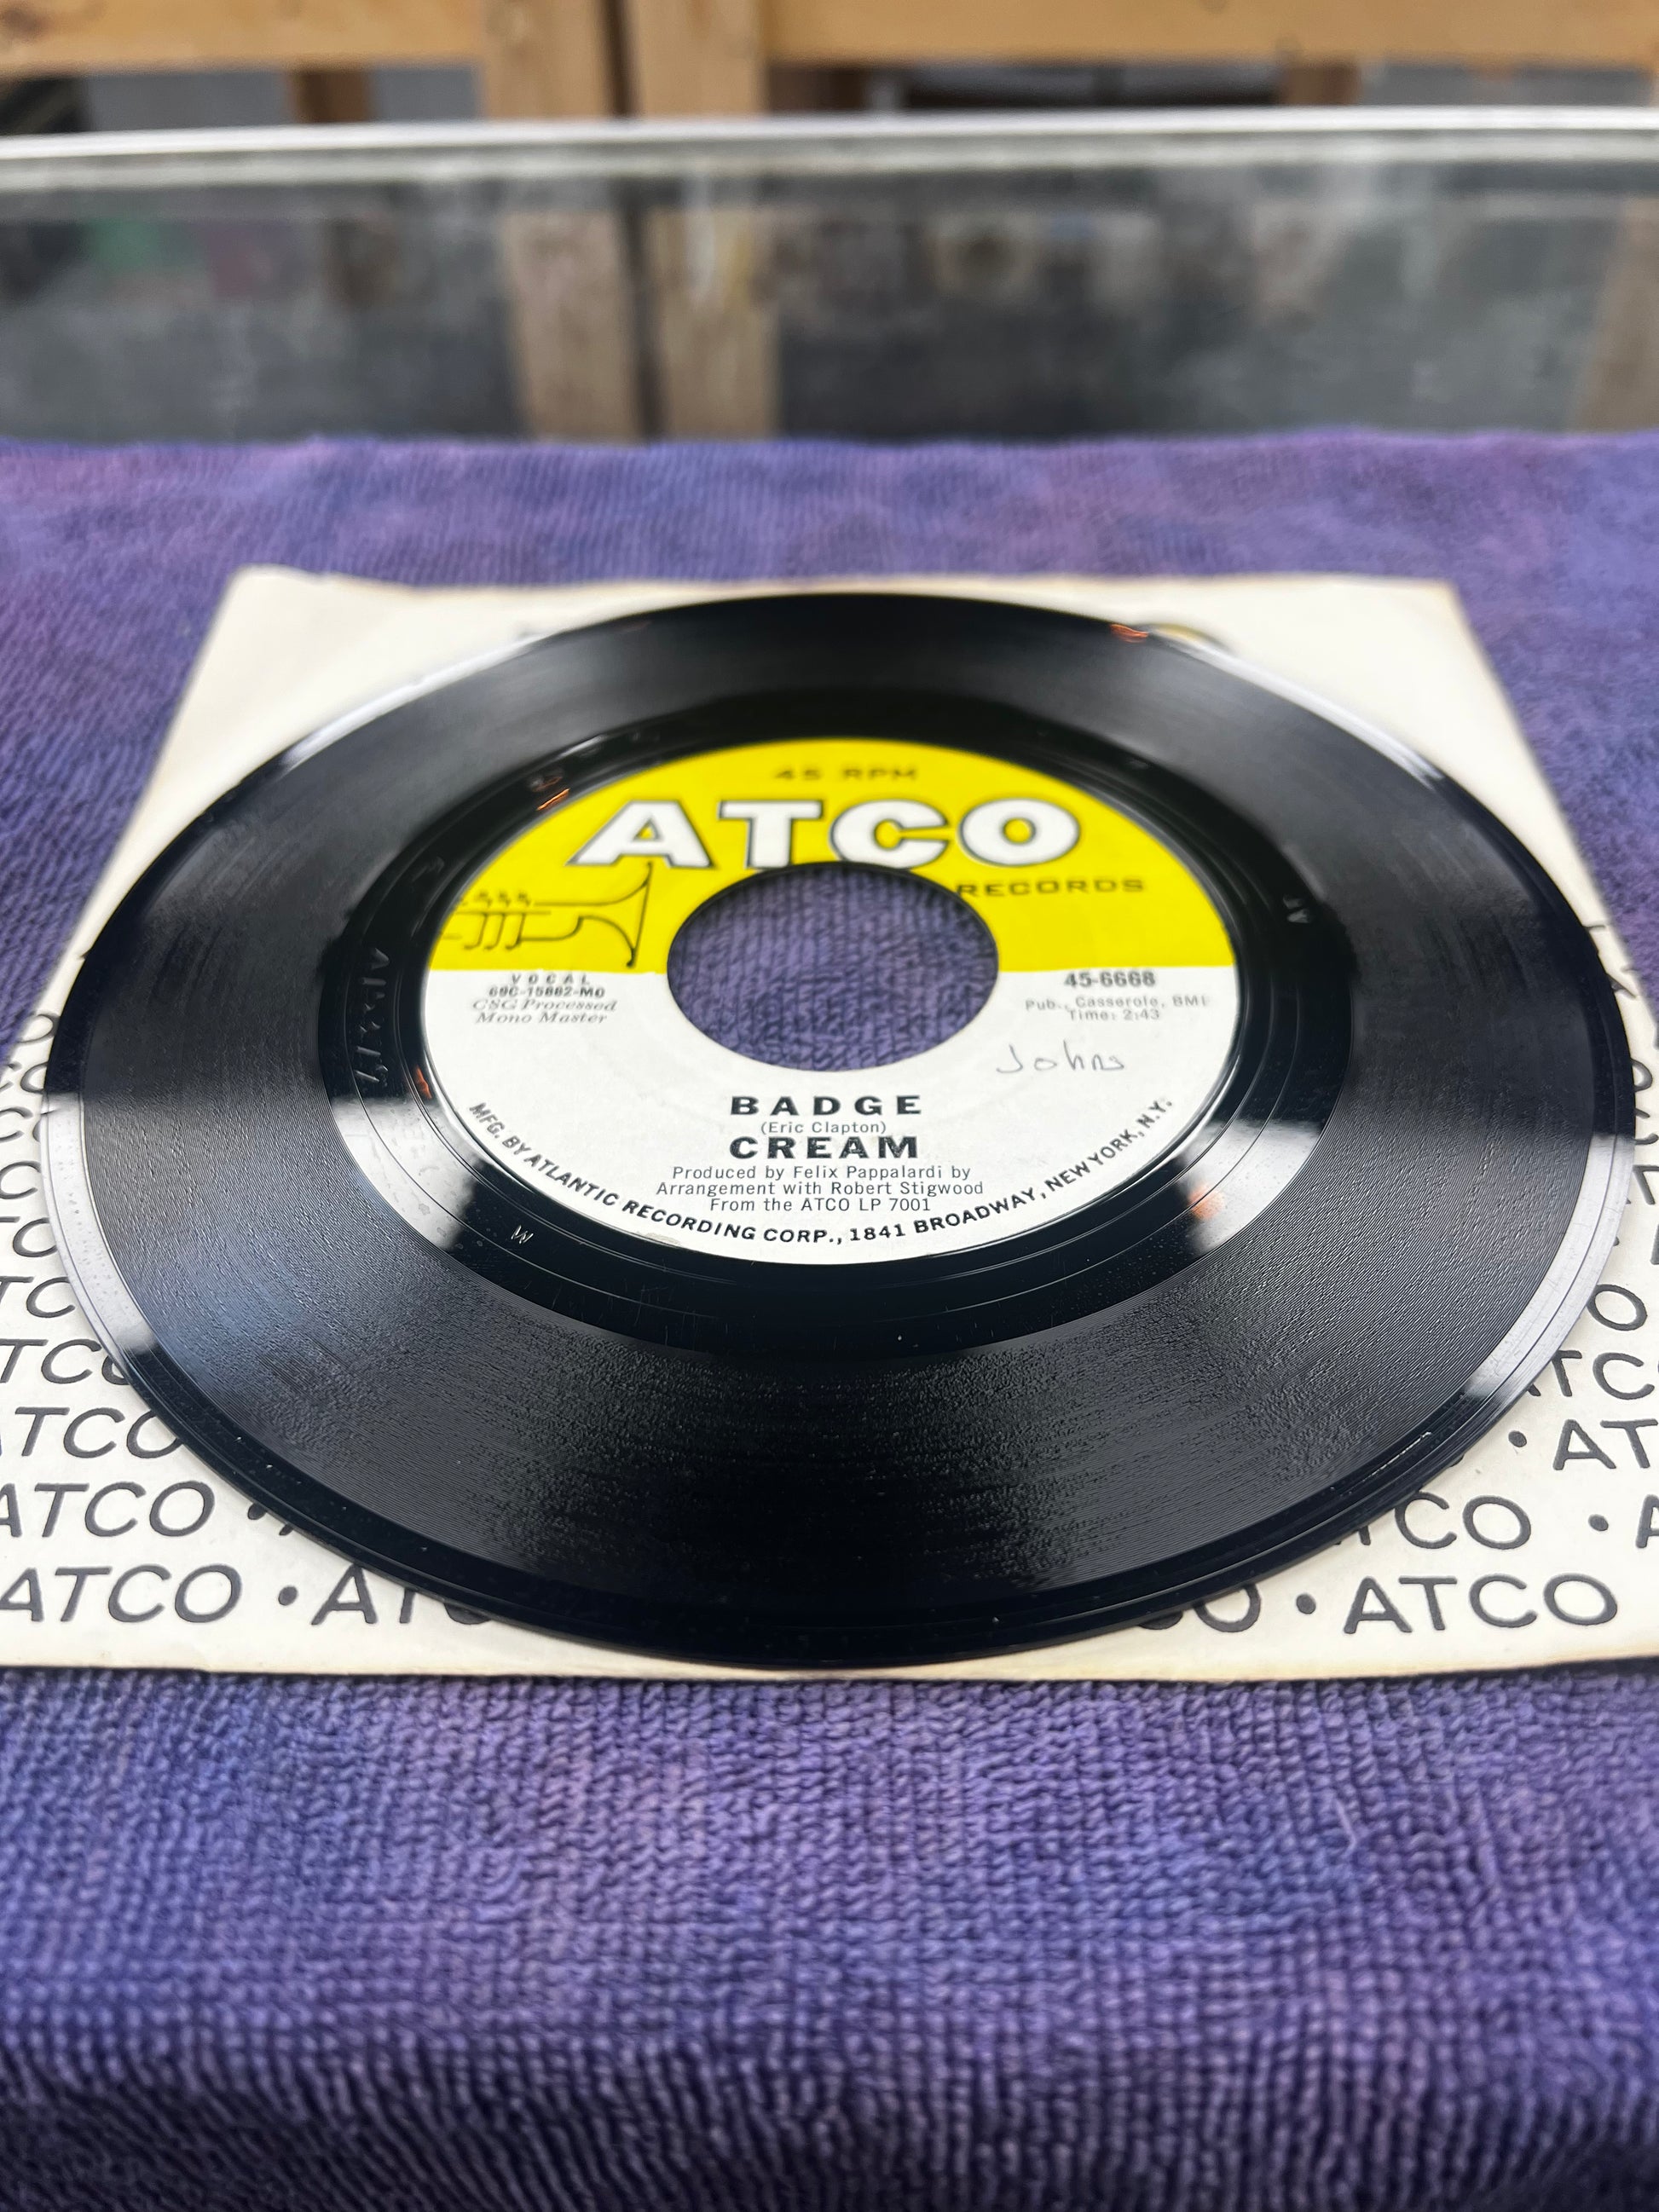 45 RPM
ATCO
RECORDS
VOCAL
69C-15882-MO
CSG Processed
Mono Master
45-6668
Pub., Casserole, BMI
Time: 2:43
Johns
BADGE
(Eric Clapton)
CREAM
Produced by Felix Pappalardi by
Arrangement with Robert Stigwood
From the ATCO LP 7001
MFG. BY ATLANTIC RECORDING CORP., 1841 BROADWAY, NEW YORK, N.Y.
W
AT
ATCO
ATCO • ATCO
ATCO • ATCO